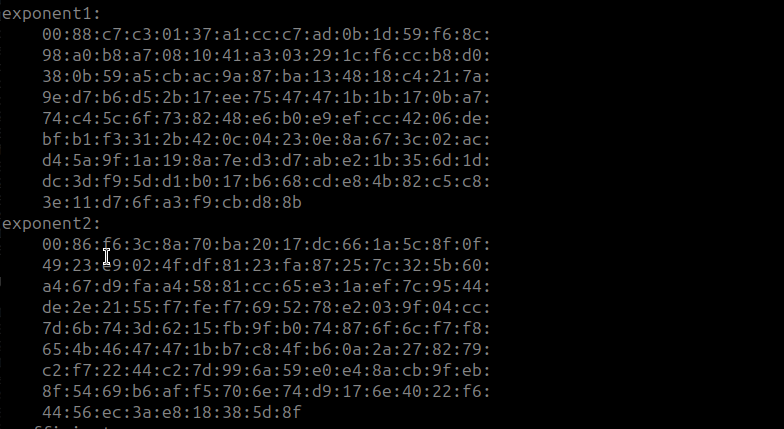 exponent1:
00:88:c7:c3:01:37:a1:cc:c7:ad:0b:1d:59:f6:8c:
98:a0:b8:a7:08:10:41:a3:03:29:1c:f6:cc:b8:d0:
38:0b:59:a5:cb:ac:9a:87:ba:13:48:18:c4:21:7a:
9e:d7:b6:d5:2b:17:ee:75:47:47:1b:1b:17:0b:a7:
74:c4:5c:6f:73:82:48:e6:b0:e9:ef:cc:42:06:de:
bf:b1:f3:31:2b:42:0c:04:23:0e:8a:67:3c:02:ac:
d4:5a:9f:1a:19:8a:7e:d3:d7:ab:e2:1b:35:6d:1d:
dc:3d:f9:5d:d1:b0:17:b6:68:cd:e8:4b:82:c5:c8:
3e:11:d7:6f:a3:f9:cb:d8:8b
exponent2:
00:86:f6:3c:8a:70:ba:20:17:dc:66:1a:5c:8f:0f:
49:23:e9:02:4f:df:81:23:fa:87:25:7c:32:5b:60:
a4:67:d9:fa:a4:58:81:cc:65:e3:1a:ef:7c:95:44:
de:2e:21:55:f7:fe:f7:69:52:78:e2:03:9f:04:cc:
7d:6b:74:3d:62:15:fb:9f:b0:74:87:6f:6c:f7:f8:
65:4b:46:47:47:1b:b7:c8:4f:b6:0a:2a:27:82:79:
c2:f7:22:44:c2:7d:99:6a:59:e0:e4:8a:cb:9f:eb:
8f:54:69:b6:af:f5:70:6e:74:d9:17:6e:40:22:f6:
44:56:ec:3a:e8:18:38:5d:8f